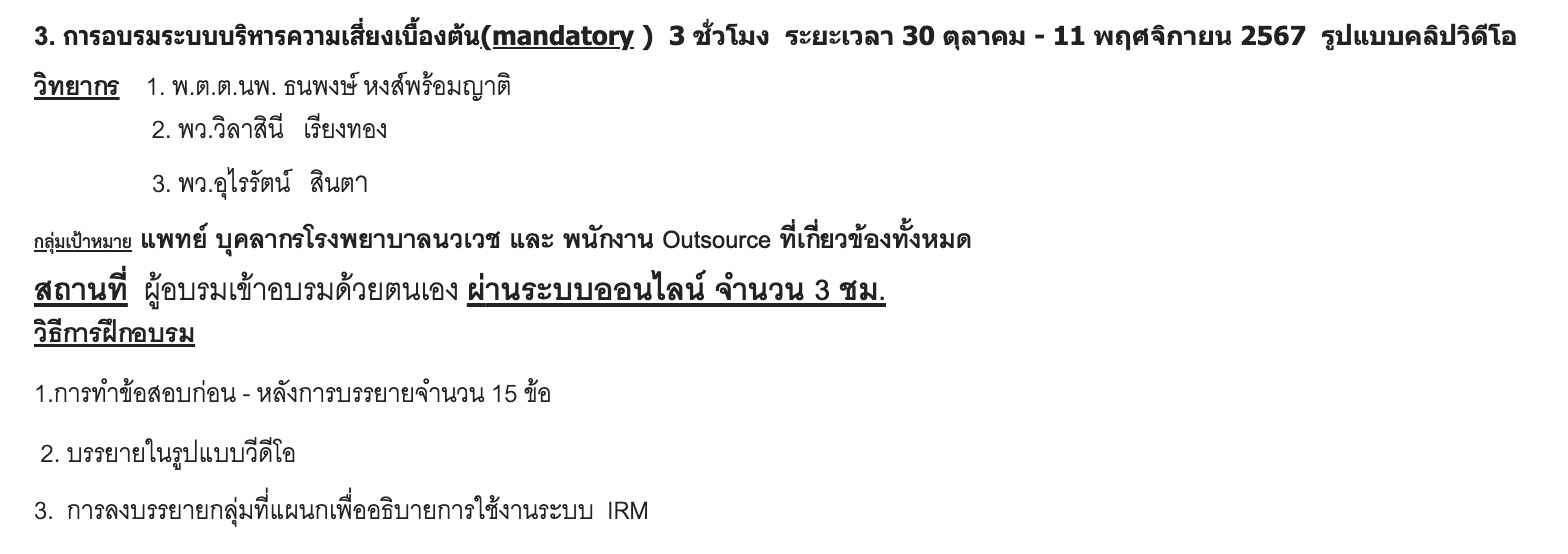 3. การอบรมระบบบริหารความเสี่ยงเบื้องต้น(mandatory ) 3 ชั่วโมง ระยะเวลา 30 ตุลาคม - 11 พฤศจิกายน 2567 รูปแบบคลิปวิดีโอ
วิทยากร 1. พ.ต.ต.นพ. ธนพงษ์ หงส์พร้อมญาติ
2. พว.วิลาสินี เรียงทอง
3. พว.อุไรรัตน์ สินตา
กลุ่มเป้าหมาย แพทย์ บุคลากรโรงพยาบาลนวเวช และ พนักงาน Outsource ที่เกี่ยวข้องทั้งหมด
สถานที่ ผู้อบรมเข้าอบรมด้วยตนเอง ผ่านระบบออนไลน์ จำนวน 3 ชม.
วิธีการฝึกอบรม
1.การทำข้อสอบก่อน - หลังการบรรยายจำนวน 15 ข้อ
2. บรรยายในรูปแบบวีดีโอ
3. การลงบรรยายกลุ่มที่แผนกเพื่ออธิบายการใช้งานระบบ IRM